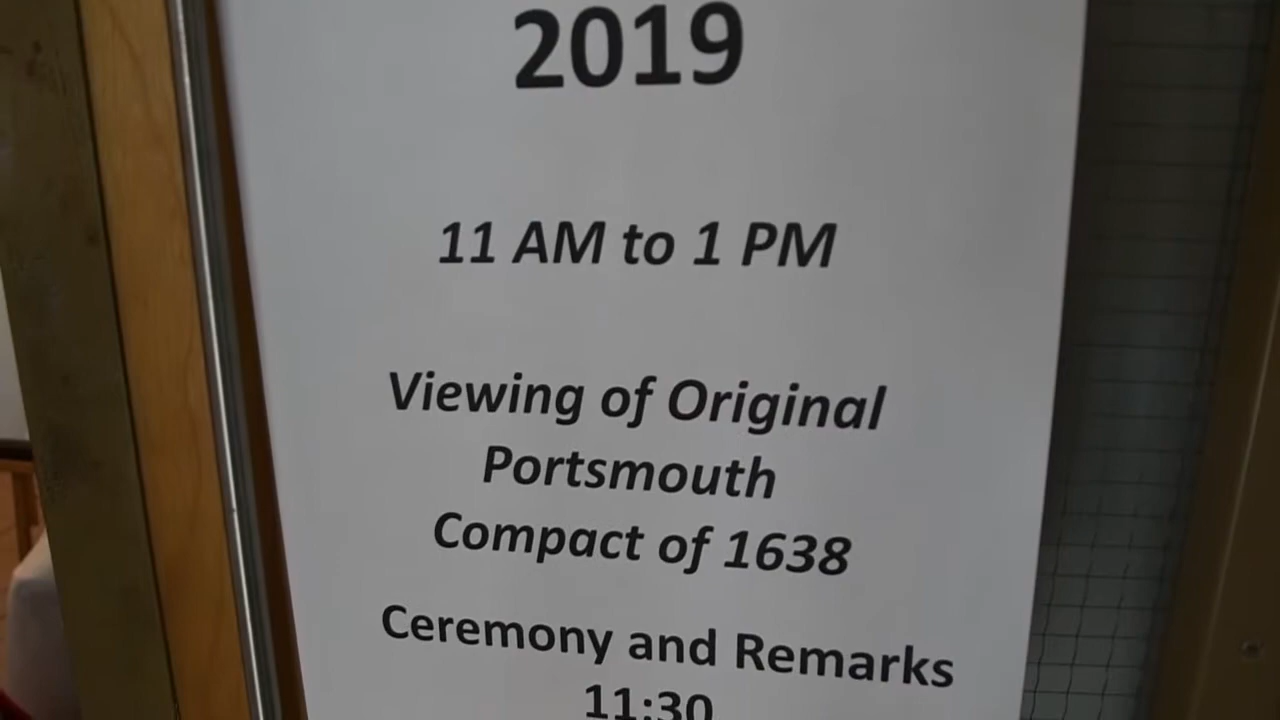 2019
11 AM to 1 PM
Viewing of Original
Portsmouth
Compact of 1638
Ceremony and Remarks
11:30